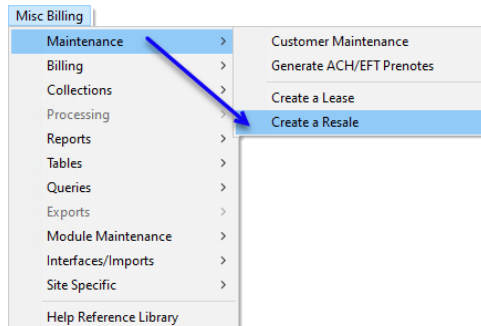 Misc Billing
Maintenance
Billing
Collections
Processing
Reports
Tables
Queries
Exports
Module Maintenance
Interfaces/Imports
Site Specific
Help Reference Library
Customer Maintenance
Generate ACH/EFT Prenotes
Create a Lease
Create a Resale